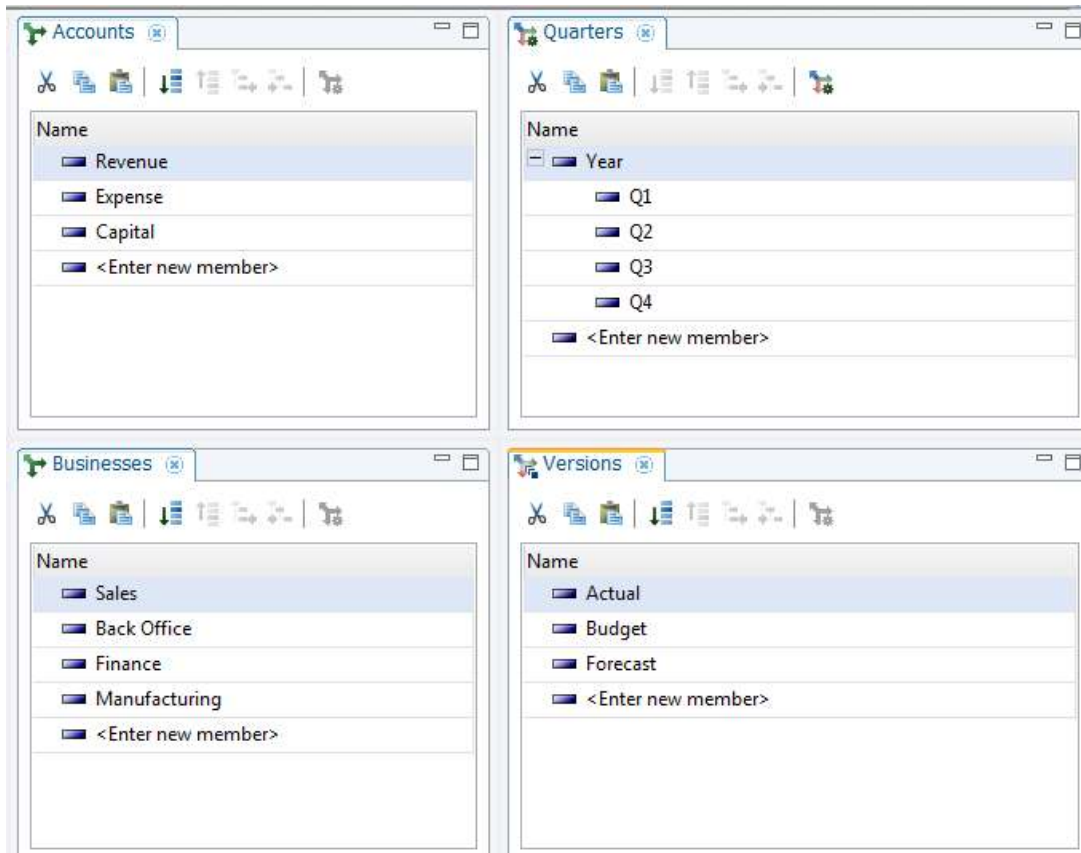 Accounts
Name
Revenue
Expense
Capital
<Enter new member>
Quarters
Name
Year
Q1
Q2
Q3
Q4
<Enter new member>
Businesses
Name
Sales
Back Office
Finance
Manufacturing
<Enter new member>
Versions
Name
Actual
Budget
Forecast
<Enter new member>